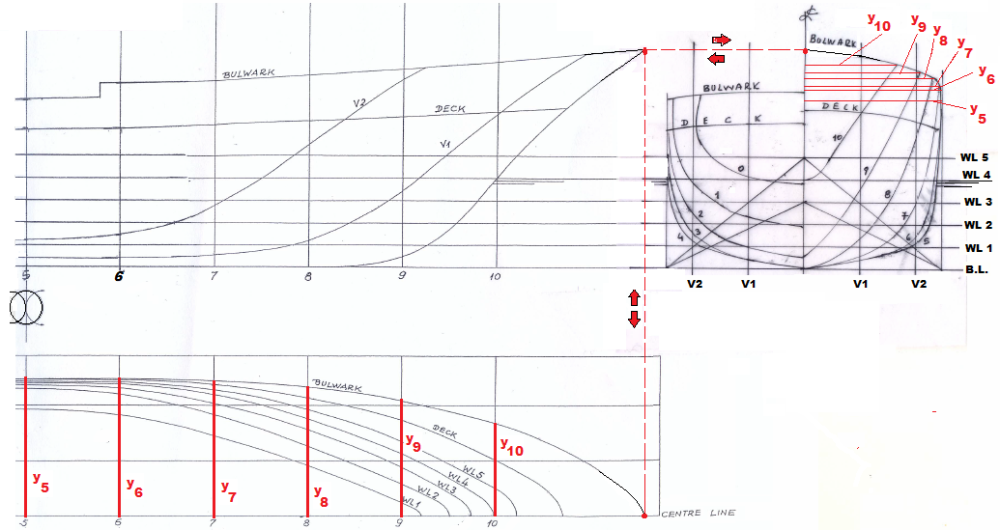 BULWARK
V2
DECK
V1
5 6 7 8 9 10
BULWARK
y10 y9 y8 y7 y6 y5
BULWARK
DECK
DECK
10
0
9
1
8
2
7
3
4
6
5
WL 5
WL 4
WL 3
WL 2
WL 1
B.L.
V2 V1 V1 V2
BULWARK
DECK
WL5
WL4
WL3
WL2
WL1
y5 y6 y7 y8 y9 y10
5 6 7 8 9 10
CENTRE LINE